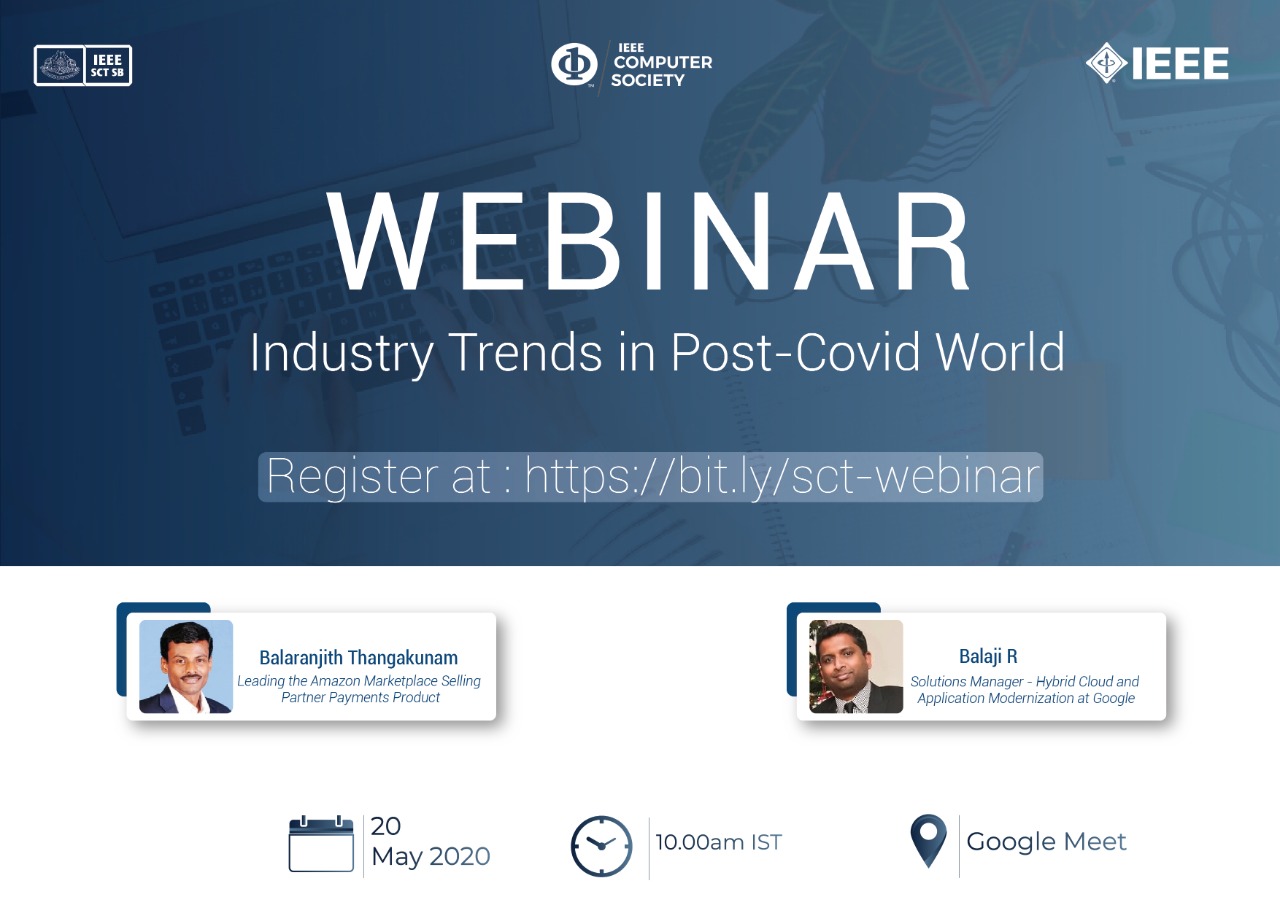 IEEE
SCT SB
IEEE
COMPUTER
SOCIETY
TM
IEEE
WEBINAR
Industry Trends in Post-Covid World
Register at : https://bit.ly/sct-webinar
Balaranjith Thangakunam
Leading the Amazon Marketplace Selling
Partner Payments Product
Balaji R
Solutions Manager - Hybrid Cloud and
Application Modernization at Google
20
May 2020
10.00am IST
Google Meet